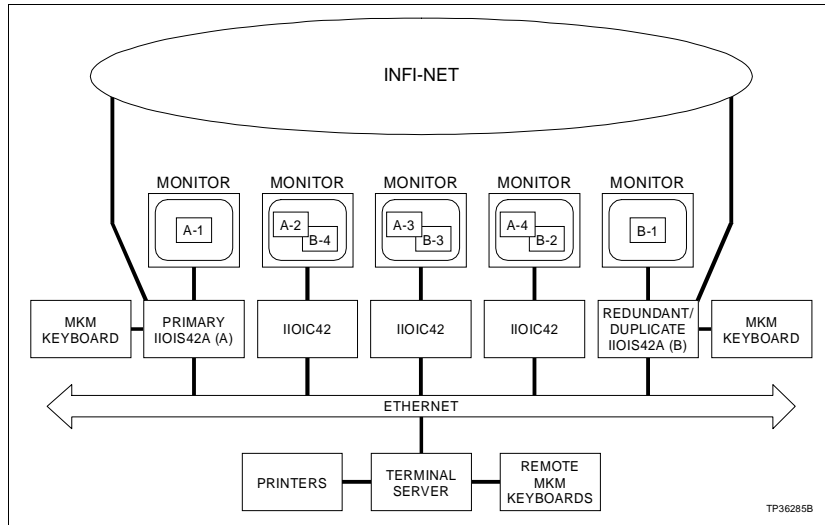 INFI-NET
MONITOR
MONITOR
MONITOR
MONITOR
MONITOR
A-1
A-2
B-4
A-3
B-3
A-4
B-2
B-1
MKM
KEYBOARD
PRIMARY
IIOIS42A (A)
IIOIC42
IIOIC42
IIOIC42
REDUNDANT/
DUPLICATE
IIOIS42A (B)
MKM
KEYBOARD
ETHERNET
PRINTERS
TERMINAL
SERVER
REMOTE
MKM
KEYBOARDS
TP36285B